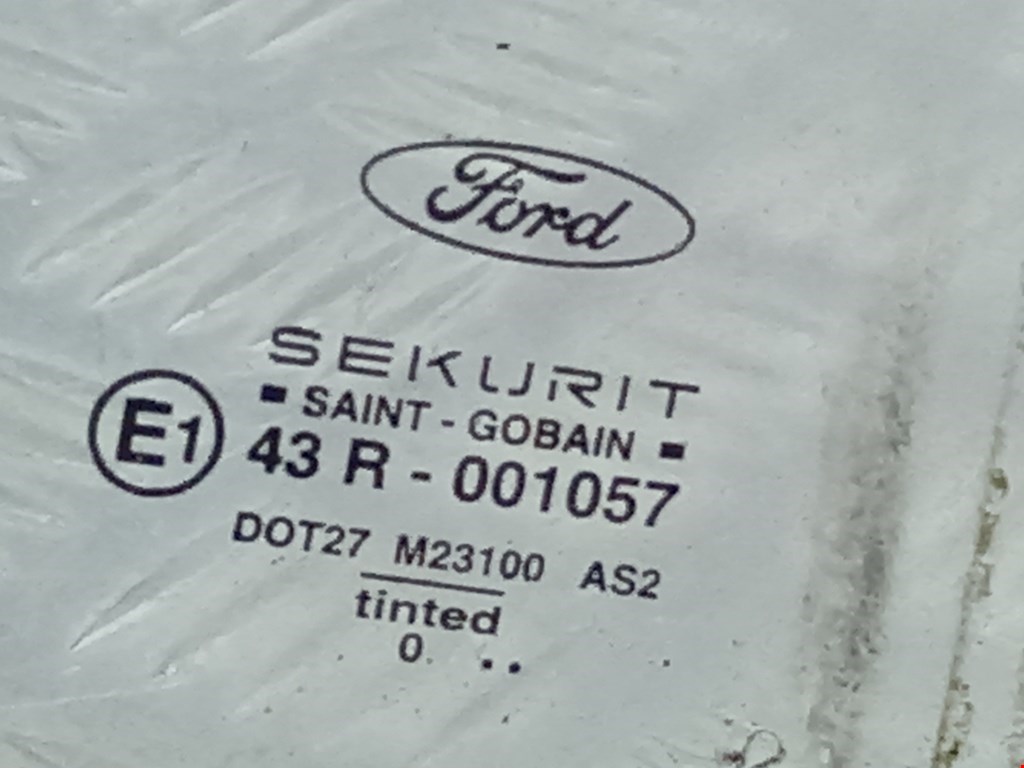 Ford
SEKURIT
SAINT - GOBAIN
E1 43 R - 001057
DOT27 M23100 AS2
tinted
0. ..